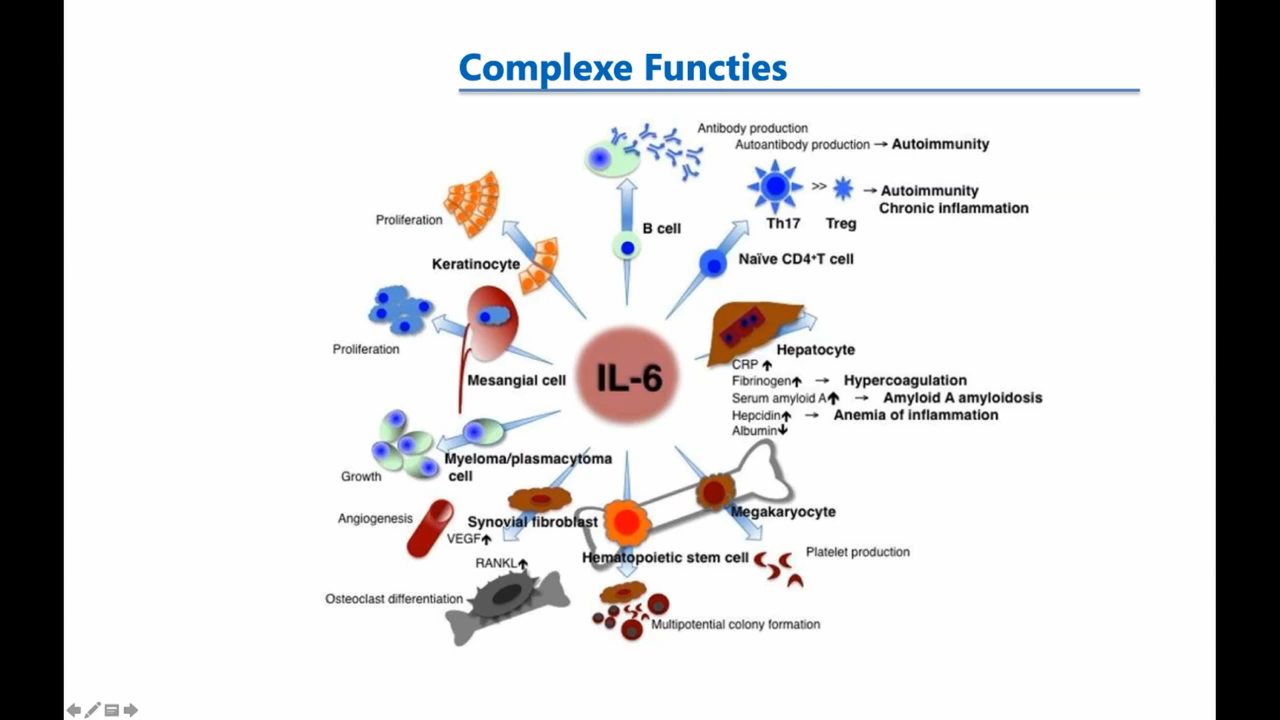 Complexe Functies
Antibody production
Autoantibody production → Autoimmunity
>> → Autoimmunity
Chronic inflammation
Th17 Treg
B cell
Naïve CD4+T cell
Proliferation
Keratinocyte
Proliferation
Mesangial cell
IL-6
Hepatocyte
CRP ↑
Fibrinogen↑ → Hypercoagulation
Serum amyloid A↑ → Amyloid A amyloidosis
Hepcidin↑ → Anemia of inflammation
Albumin↓
Myeloma/plasmacytoma
cell
Growth
Angiogenesis
VEGF↑
Synovial fibroblast
RANKL↑
Osteoclast differentiation
Hematopoietic stem cell
Multipotential colony formation
Megakaryocyte
Platelet production